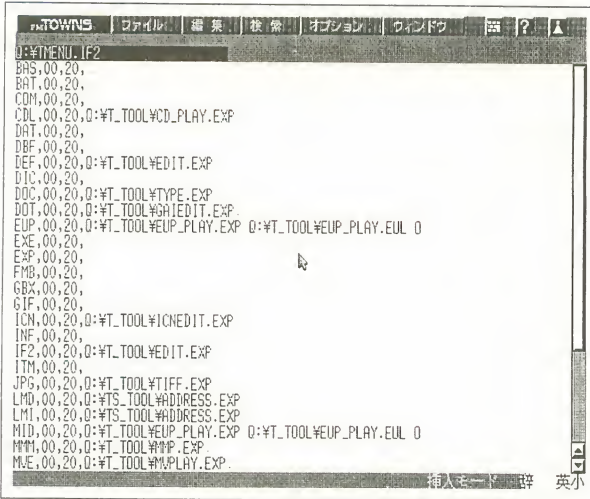 FM TOWNS ファイル 編集 検索 オプション ウィンドウ ?
Q:¥TMENU.IF2
BAS,00,20,
BAT,00,20,
COM,00,20,
CDL,00,20,Q:¥T_TOOL¥CD_PLAY.EXP
DAT,00,20,
DBF,00,20,
DEF,00,20,Q:¥T_TOOL¥EDIT.EXP
DIC,00,20,
DOC,00,20,Q:¥T_TOOL¥TYPE.EXP
DOT,00,20,Q:¥T_TOOL¥GAIEDIT.EXP
EUP,00,20,Q:¥T_TOOL¥EUP_PLAY.EXP Q:¥T_TOOL¥EUP_PLAY.EUL 0
EXE,00,20,
EXP,00,20,
FMB,00,20,
GBX,00,20,
GIF,00,20,
ICN,00,20,Q:¥T_TOOL¥ICNEDIT.EXP
INF,00,20,
IF2,00,20,Q:¥T_TOOL¥EDIT.EXP
ITM,00,20,
JPG,00,20,Q:¥T_TOOL¥TIFF.EXP
LMD,00,20,Q:¥TS_TOOL¥ADDRESS.EXP
LMI,00,20,Q:¥TS_TOOL¥ADDRESS.EXP
MID,00,20,Q:¥T_TOOL¥EUP_PLAY.EXP Q:¥T_TOOL¥EUP_PLAY.EUL 0
MMM,00,20,Q:¥T_TOOL¥MMP.EXP
MVE,00,20,Q:¥T_TOOL¥MVPLAY.EXP
挿入モード 辞 英小